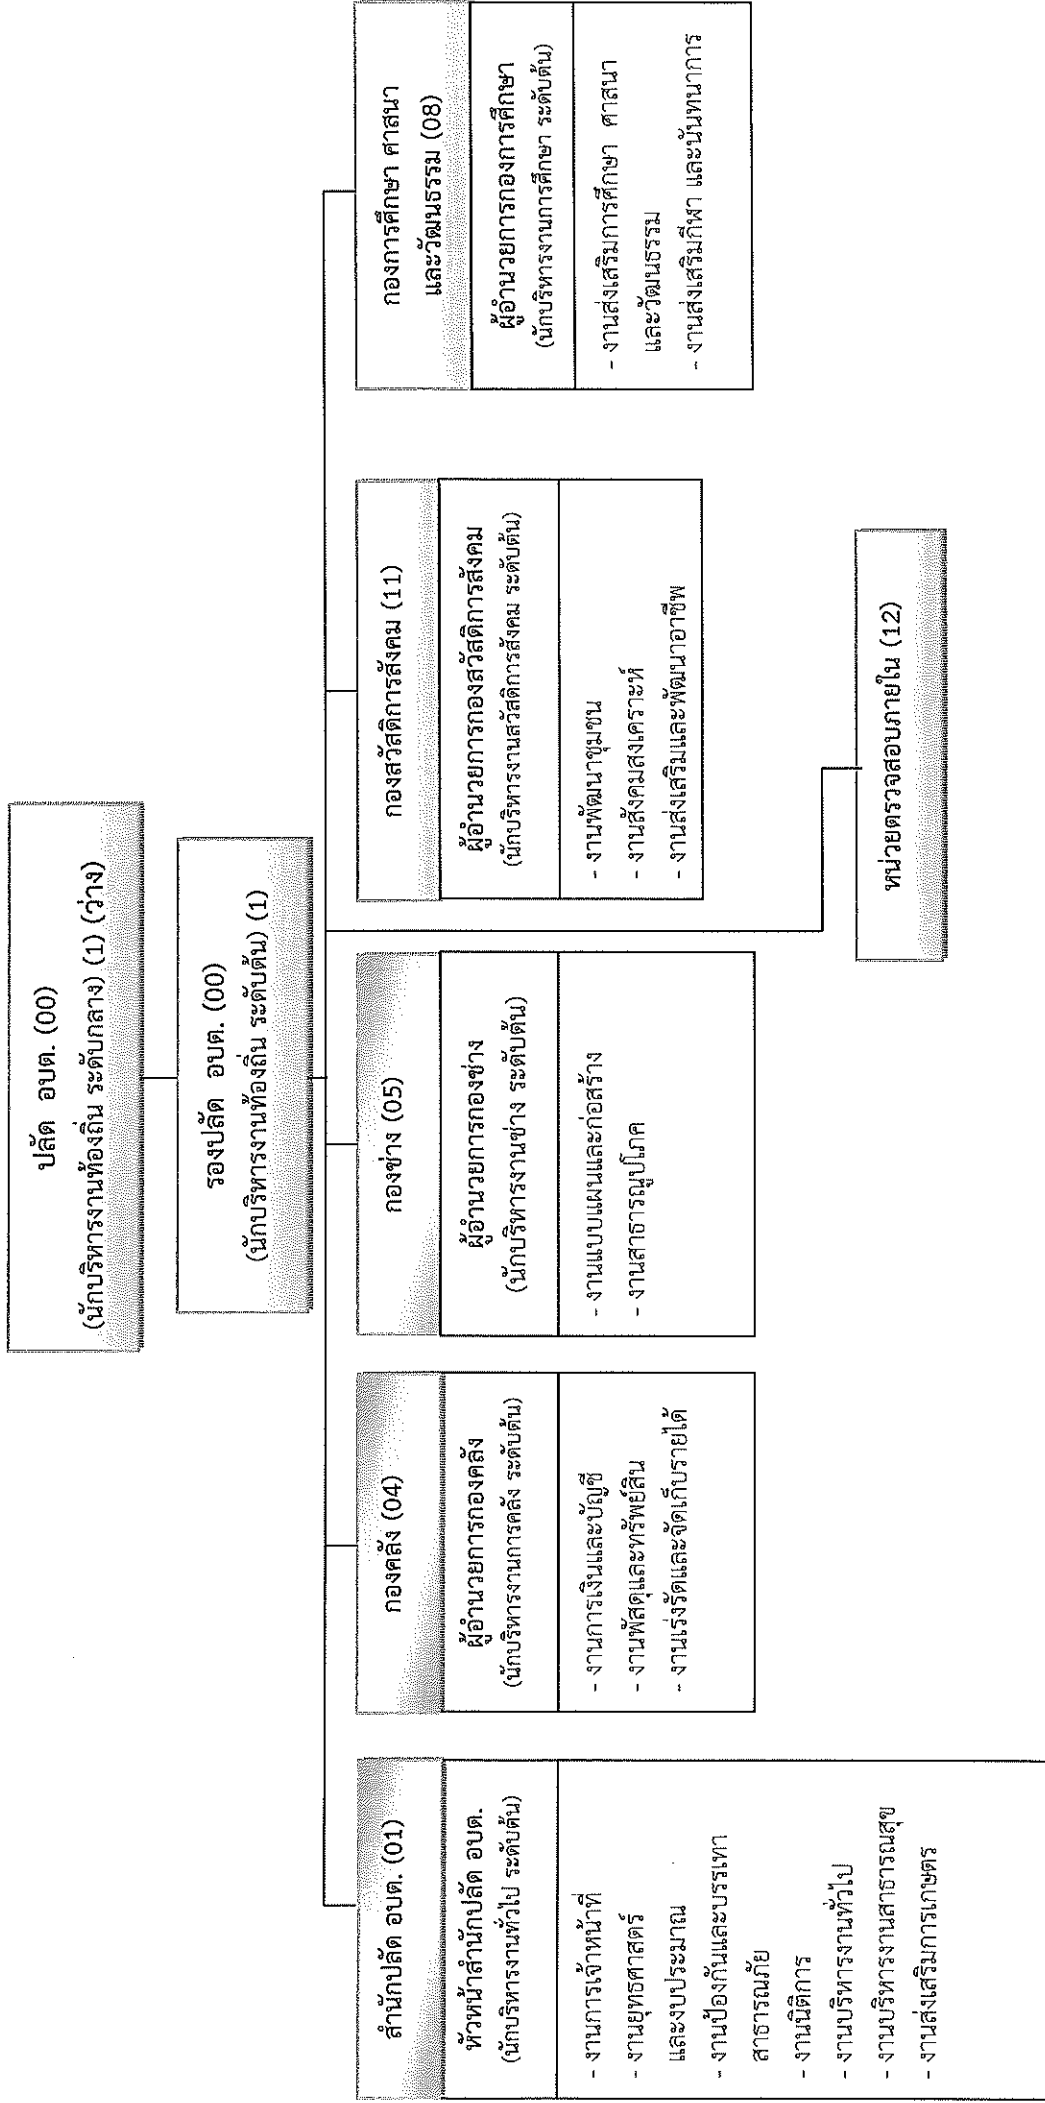 ปลัด อบต. (00)
(นักบริหารงานท้องถิ่น ระดับกลาง) (1) (ว่าง)
รองปลัด อบต. (00)
(นักบริหารงานท้องถิ่น ระดับต้น) (1)
สำนักปลัด อบต. (01)
หัวหน้าสำนักปลัด อบต.
(นักบริหารงานทั่วไป ระดับต้น)
- งานการเจ้าหน้าที่
- งานยุทธศาสตร์
และงบประมาณ
- งานป้องกันและบรรเทา
สาธารณภัย
- งานนิติการ
- งานบริหารงานทั่วไป
- งานบริหารงานสาธารณสุข
- งานส่งเสริมการเกษตร
กองคลัง (04)
ผู้อำนวยการกองคลัง
(นักบริหารงานการคลัง ระดับต้น)
- งานการเงินและบัญชี
- งานพัสดุและทรัพย์สิน
- งานเร่งรัดและจัดเก็บรายได้
กองช่าง (05)
ผู้อำนวยการกองช่าง
(นักบริหารงานช่าง ระดับต้น)
- งานแบบแผนและก่อสร้าง
- งานสาธารณูปโภค
กองสวัสดิการสังคม (11)
ผู้อำนวยการกองสวัสดิการสังคม
(นักบริหารงานสวัสดิการสังคม ระดับต้น)
- งานพัฒนาชุมชน
- งานสังคมสงเคราะห์
- งานส่งเสริมและพัฒนาอาชีพ
กองการศึกษา ศาสนา
และวัฒนธรรม (08)
ผู้อำนวยการกองการศึกษา
(นักบริหารงานการศึกษา ระดับต้น)
- งานส่งเสริมการศึกษา ศาสนา
และวัฒนธรรม
- งานส่งเสริมกีฬา และนันทนาการ
หน่วยตรวจสอบภายใน (12)